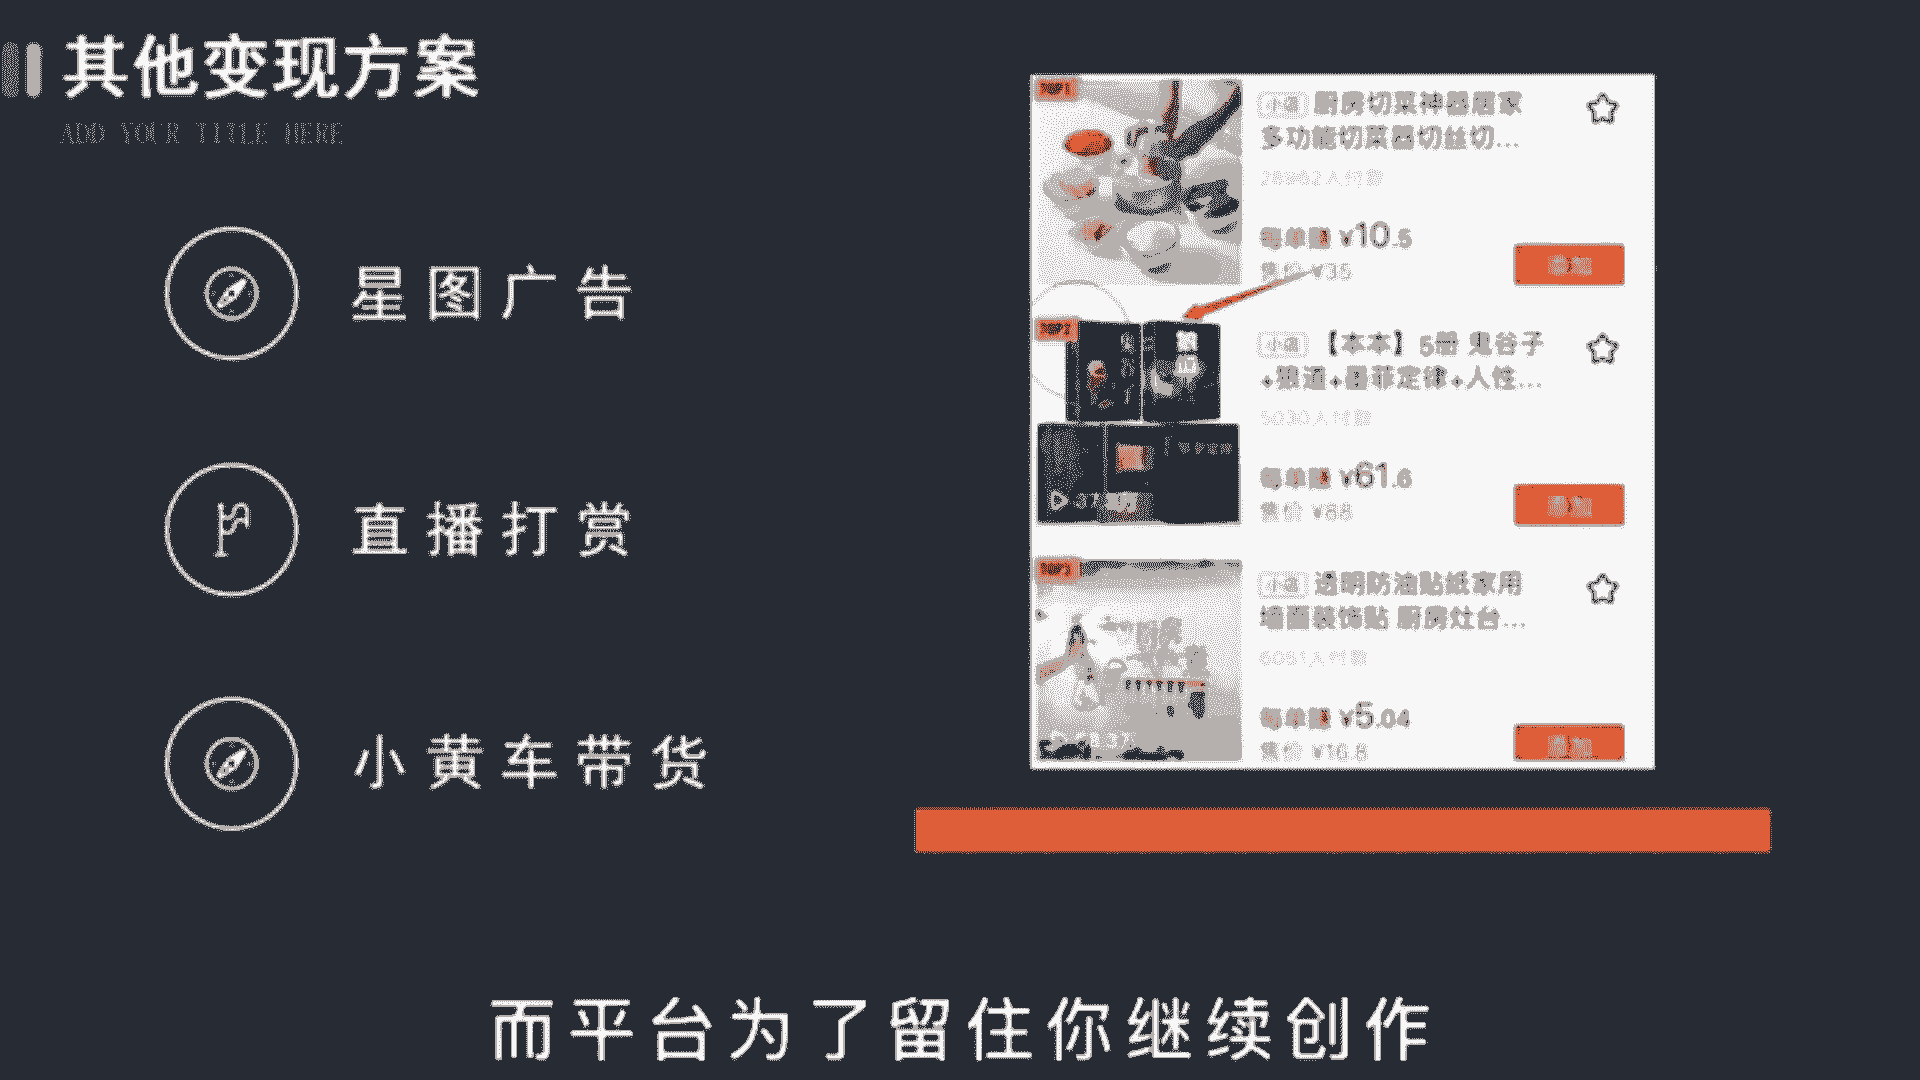 其他变现方案
ADD YOUR TITLE HERE
星图广告
直播打赏
小黄车带货
TOP1
小店 厨房切菜神器居家
多功能切菜器切丝切...
26962人付款
每单赚 ¥10.5
售价 ¥35
TOP2
小店 【本本】5册 鬼谷子
+狼道+墨菲定律+人性...
5030人付款
每单赚 ¥61.6
售价 ¥88
TOP3
小店 透明防油贴纸家用
墙面装饰贴 厨房灶台...
6051人付款
每单赚 ¥5.04
售价 ¥16.8
而平台为了留住你继续创作